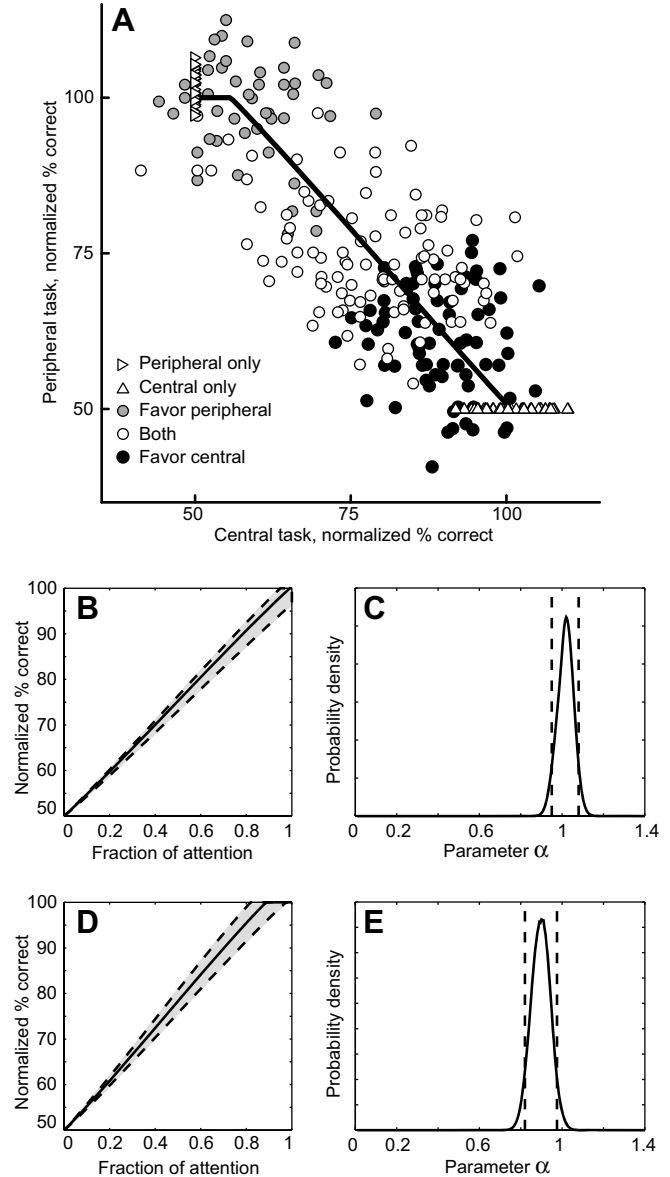 A
Peripheral task, normalized % correct
100
75
50
Peripheral only
Central only
Favor peripheral
Both
Favor central
50
75
100
Central task, normalized % correct
B
Normalized % correct
100
90
80
70
60
50
0
0.2
0.4
0.6
0.8
1
Fraction of attention
C
Probability density
0
0.2
0.6
1
1.4
Parameter α
D
Normalized % correct
100
90
80
70
60
50
0
0.2
0.4
0.6
0.8
1
Fraction of attention
E
Probability density
0
0.2
0.6
1
1.4
Parameter α